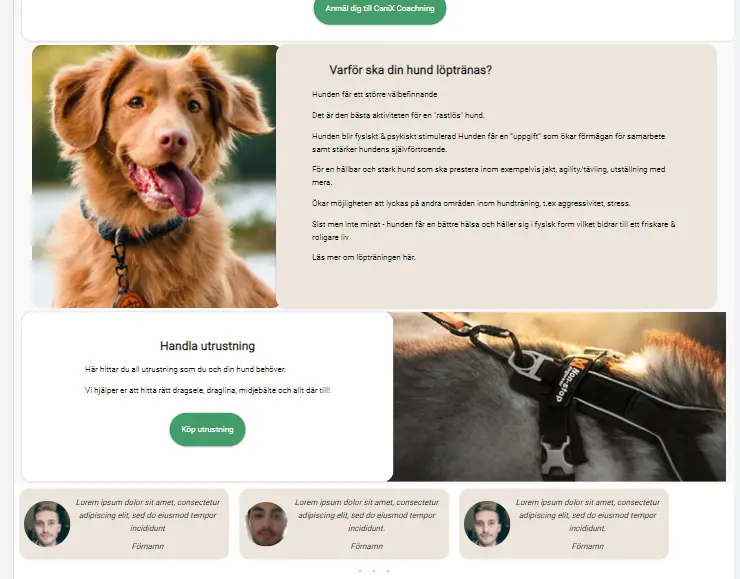 Anmäl dig till CaniX Coachning
Varför ska din hund löptränas?
Hunden får ett större välbefinnande
Det är den bästa aktiviteten för en "rastlös" hund.
Hunden blir fysiskt & psykiskt stimulerad Hunden får en "uppgift" som ökar förmågan för samarbete
samt stärker hundens självförtroende.
För en hållbar och stark hund som ska prestera inom exempelvis jakt, agility/tävling, utställning med
mera.
Ökar möjligheten att lyckas på andra områden inom hundträning, t.ex aggressivitet, stress.
Sist men inte minst - hunden får en bättre hälsa och håller sig i fysisk form vilket bidrar till ett friskare &
roligare liv
Läs mer om löpträningen här.
Handla utrustning
Här hittar du all utrustning som du och din hund behöver.
Vi hjälper er att hitta rätt dragsele, draglina, midjebälte och allt där till!
Köp utrustning
Non-stop
Lorem ipsum dolor sit amet, consectetur
adipiscing elit, sed do eiusmod tempor
incididunt
Förnamn
Lorem ipsum dolor sit amet, consectetur
adipiscing elit, sed do eiusmod tempor
incididunt.
Förnamn
Lorem ipsum dolor sit amet, consectetur
adipiscing elit, sed do eiusmod tempor
incididunt.
Förnamn